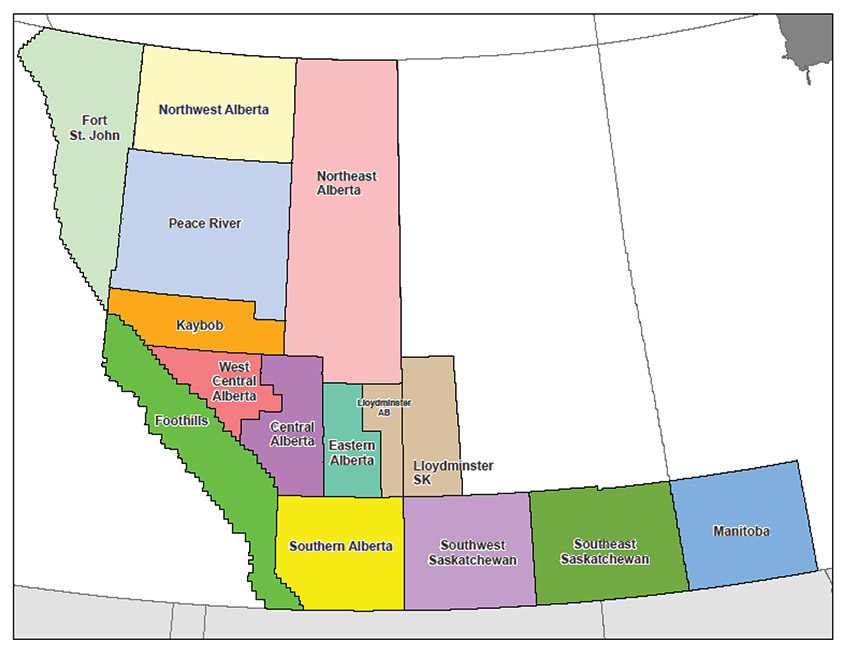 Fort
St. John
Northwest Alberta
Northeast
Alberta
Peace River
Kaybob
West
Central
Alberta
Foothills
Central
Alberta
Lloydminster
AB
Eastern
Alberta
Lloydminster
SK
Southern Alberta
Southwest
Saskatchewan
Southeast
Saskatchewan
Manitoba